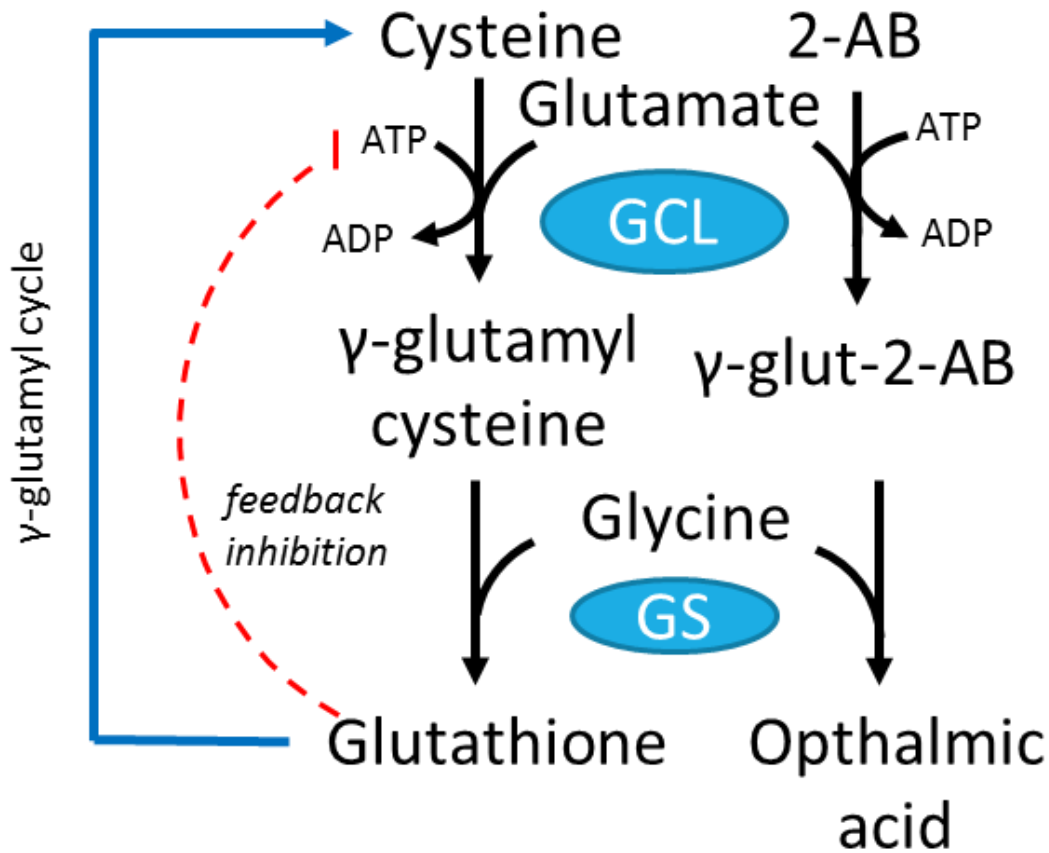 Cysteine
2-AB
Glutamate
ATP
ATP
GCL
ADP
ADP
γ-glutamyl
cysteine
γ-glut-2-AB
γ-glutamyl cycle
feedback
inhibition
Glycine
GS
Glutathione
Opthalmic
acid